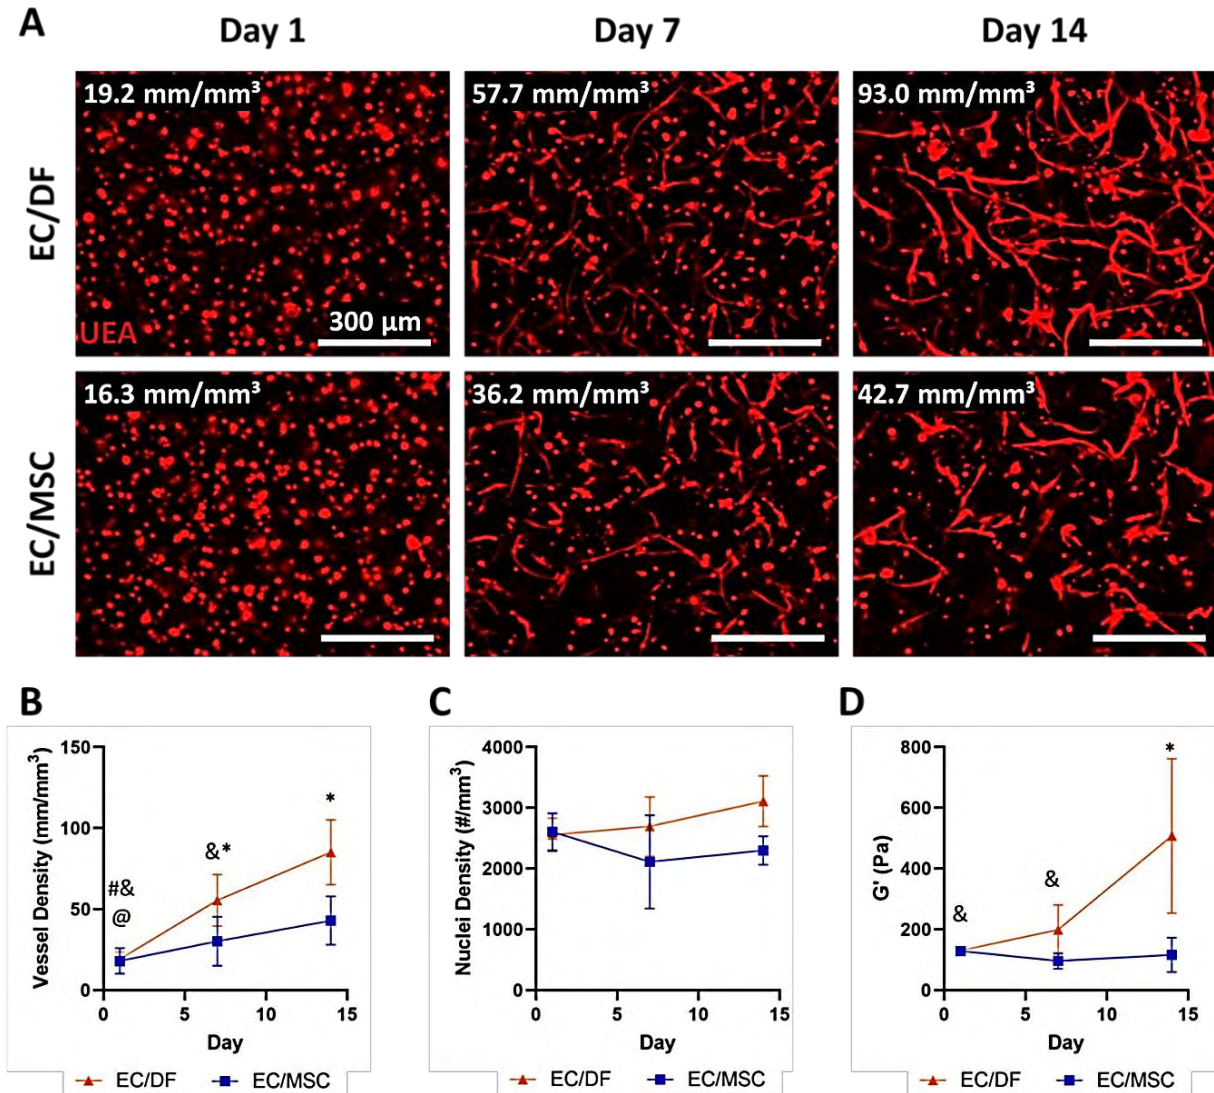 A
Day 1
Day 7
Day 14
EC/DF
19.2 mm/mm³
57.7 mm/mm³
93.0 mm/mm³
UEA
300 µm
EC/MSC
16.3 mm/mm³
36.2 mm/mm³
42.7 mm/mm³
B
Vessel Density (mm/mm³)
150
100
50
0
#&
@
&*
*
0 5 10 15
Day
EC/DF EC/MSC
C
Nuclei Density (#/mm³)
4000
3000
2000
1000
0
0 5 10 15
Day
EC/DF EC/MSC
D
G' (Pa)
800
600
400
200
0
&
&
*
0 5 10 15
Day
EC/DF EC/MSC